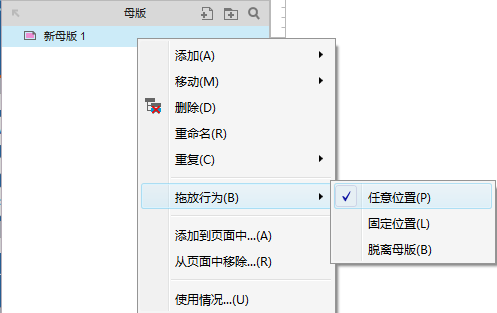 母版
新母版 1
添加(A)
移动(M)
删除(D)
重命名(R)
重复(C)
拖放行为(B)
任意位置(P)
固定位置(L)
脱离母版(B)
添加到页面中...(A)
从页面中移除...(R)
使用情况...(U)